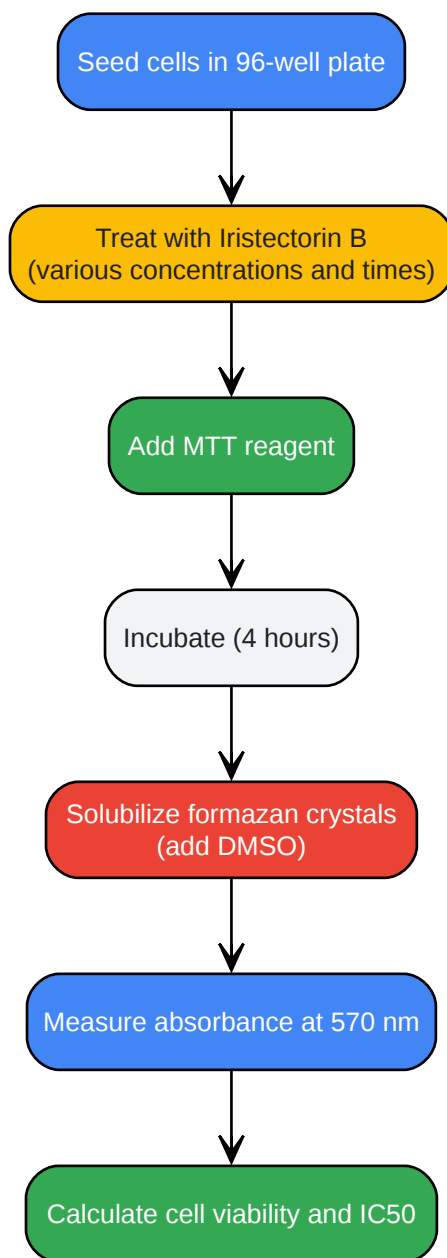 Seed cells in 96-well plate
Treat with Iristectorin B
(various concentrations and times)
Add MTT reagent
Incubate (4 hours)
Solubilize formazan crystals
(add DMSO)
Measure absorbance at 570 nm
Calculate cell viability and IC50